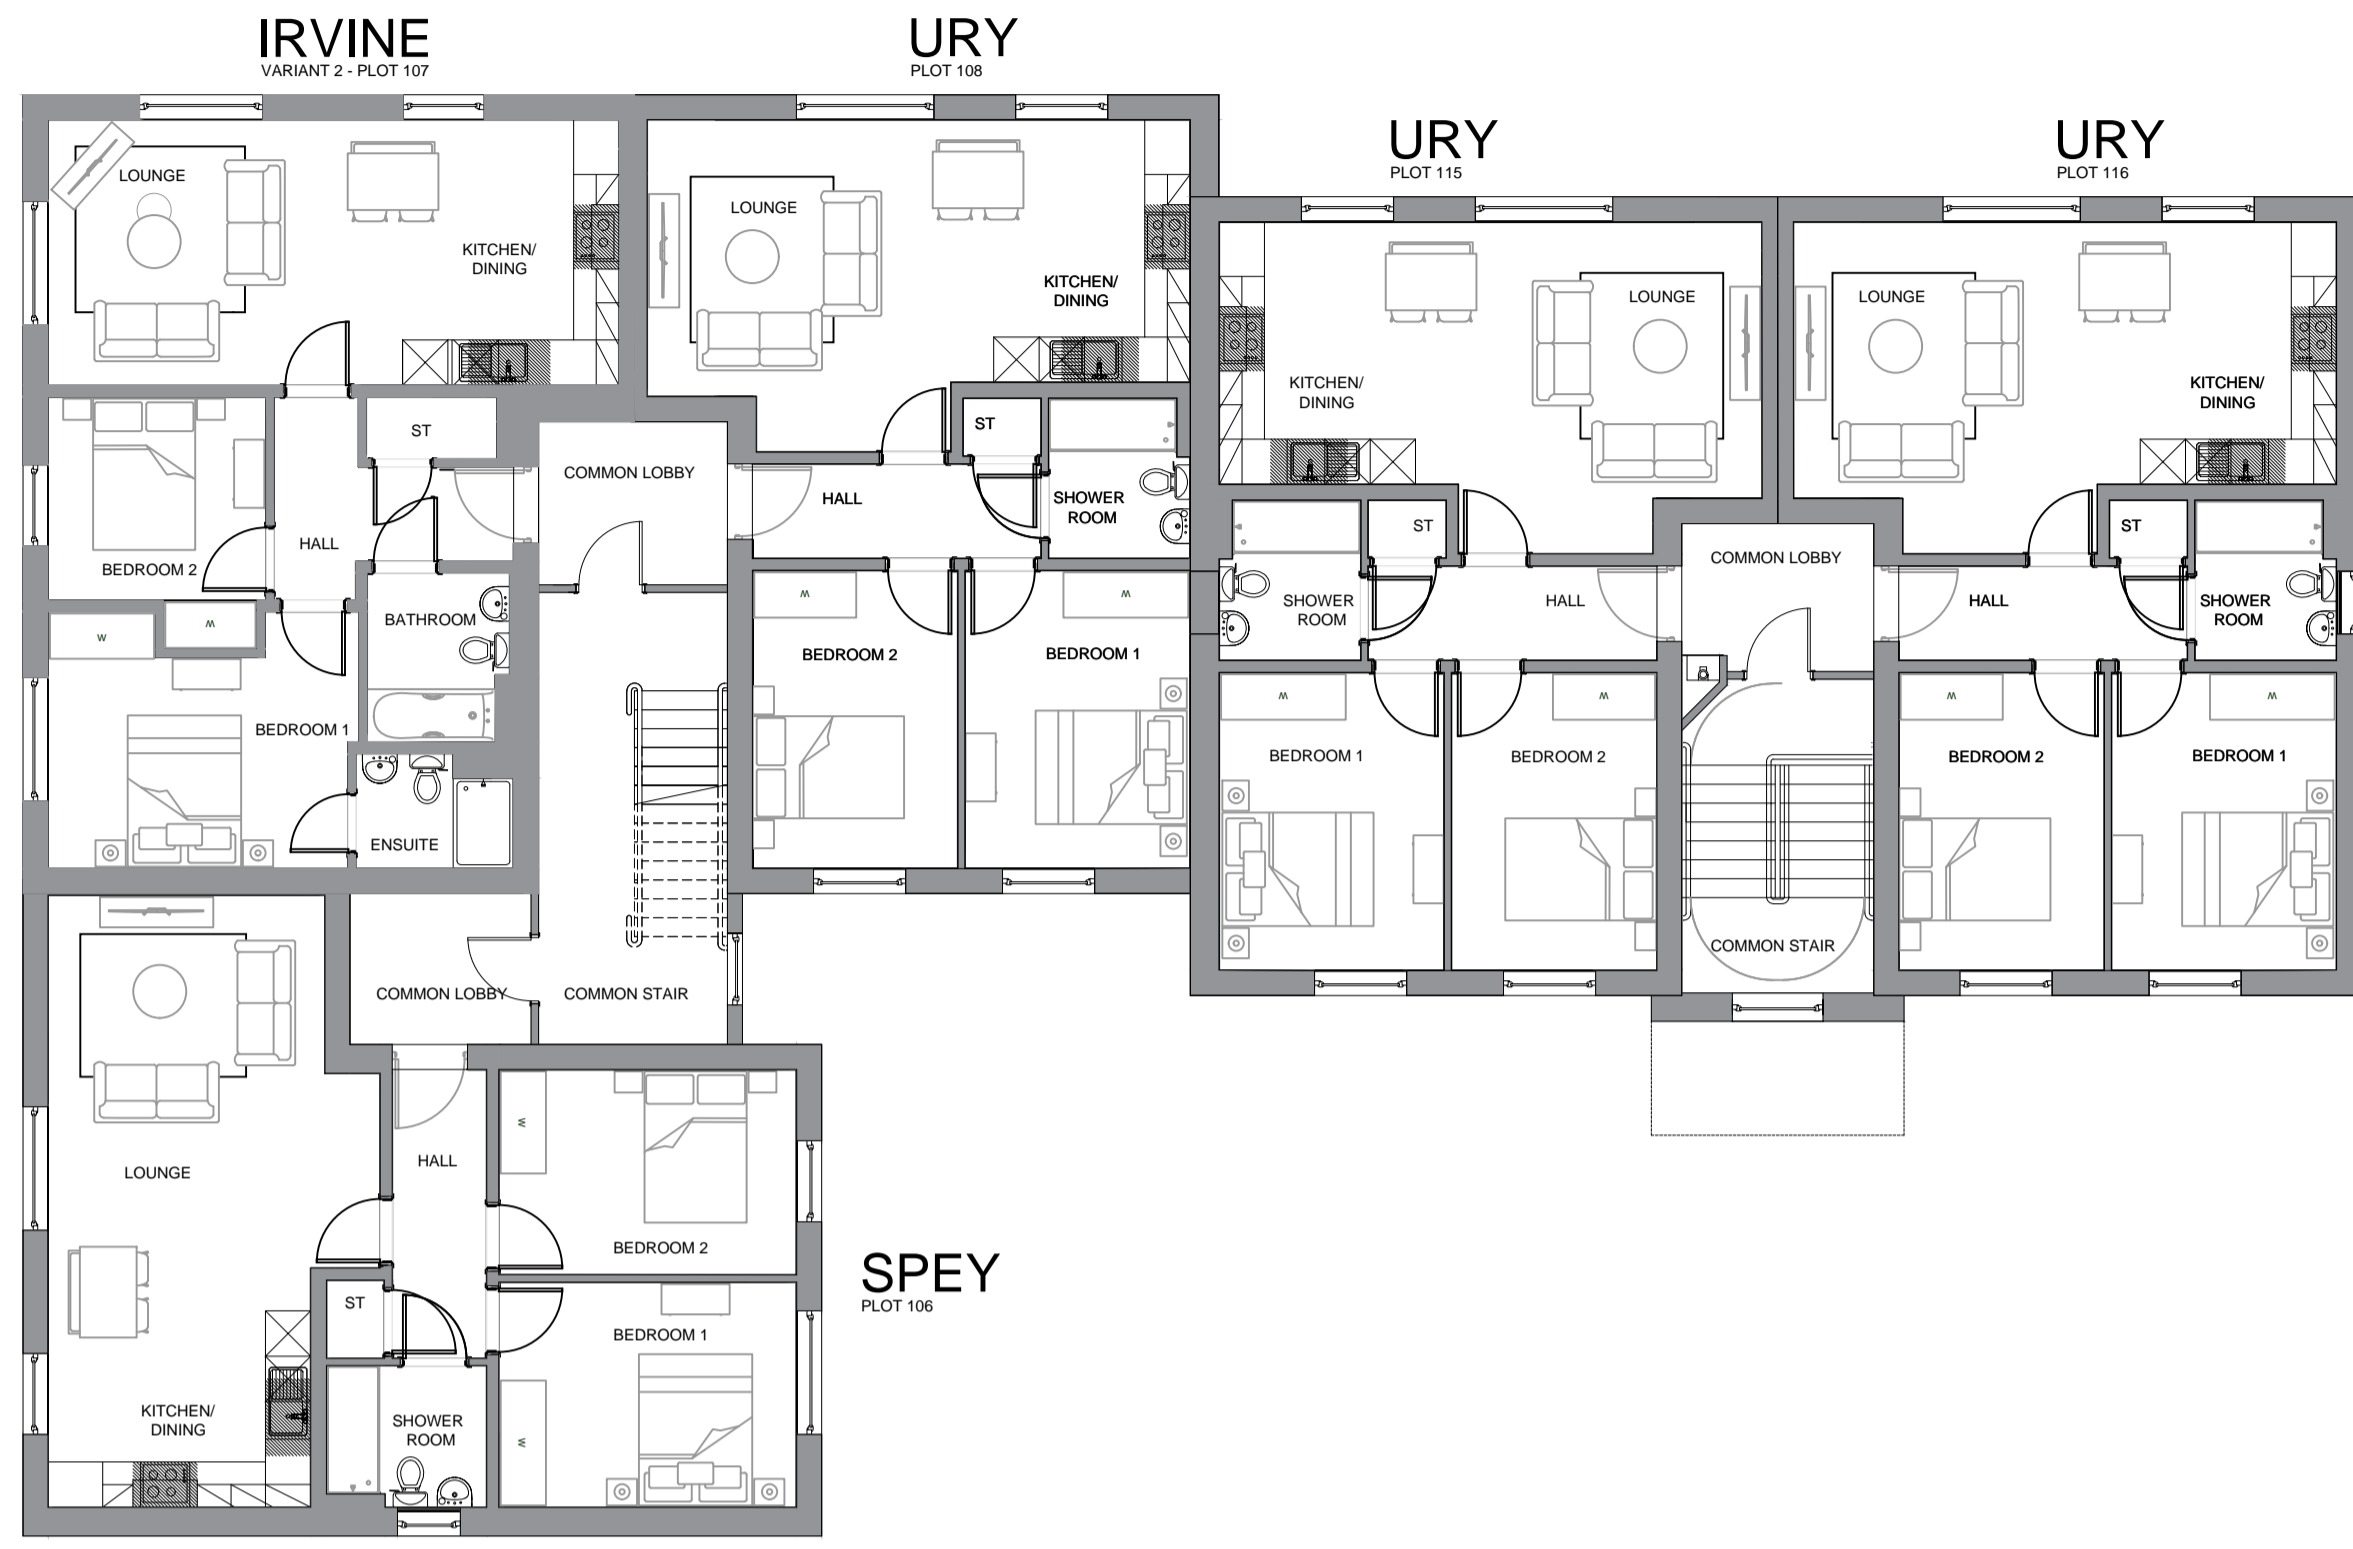 IRVINE
VARIANT 2 - PLOT 107
URY
PLOT 108
URY
PLOT 115
URY
PLOT 116
LOUNGE
KITCHEN/
DINING
LOUNGE
KITCHEN/
DINING
LOUNGE
KITCHEN/
DINING
LOUNGE
KITCHEN/
DINING
BEDROOM 2
HALL
ST
COMMON LOBBY
HALL
ST
SHOWER
ROOM
W
W
BATHROOM
BEDROOM 1
ENSUITE
W
BEDROOM 2
W
BEDROOM 1
SHOWER
ROOM
ST
HALL
COMMON LOBBY
HALL
ST
SHOWER
ROOM
W
BEDROOM 1
W
BEDROOM 2
COMMON STAIR
W
BEDROOM 2
W
BEDROOM 1
COMMON LOBBY
COMMON STAIR
LOUNGE
HALL
W
BEDROOM 2
SPEY
PLOT 106
ST
BEDROOM 1
KITCHEN/
DINING
SHOWER
ROOM
W